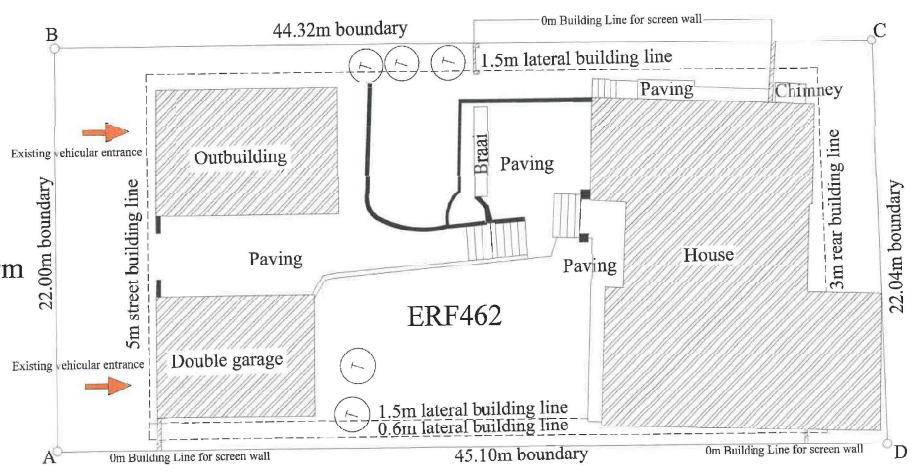 0m Building Line for screen wall
B
44.32m boundary
C
T
T
T
1.5m lateral building line
Paving
Chimney
Existing vehicular entrance
Outbuilding
Braai
Paving
5m street building line
22.00m boundary
rm
Paving
Paving
House
3m rear building line
22.04m boundary
ERF462
Existing vehicular entrance
Double garage
T
T
1.5m lateral building line
0.6m lateral building line
A
0m Building Line for screen wall
45.10m boundary
0m Building Line for screen wall
D